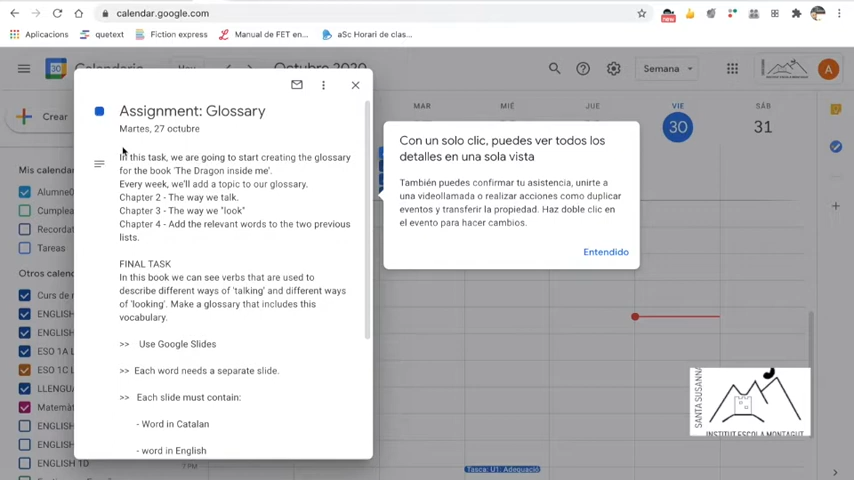 calendar.google.com
new
Aplicaciones
quetext
Fiction express
Manual de FET en...
aSc Horari de clas...
30
Semana
A
Crear
MAR
MIÉ
JUE
VIE
SÁB
30
31
Assignment: Glossary
Martes, 27 octubre
In this task, we are going to start creating the glossary
for the book 'The Dragon inside me'.
Every week, we'll add a topic to our glossary.
Chapter 2 - The way we talk.
Chapter 3 - The way we "look"
Chapter 4 - Add the relevant words to the two previous
lists.
FINAL TASK
In this book we can see verbs that are used to
describe different ways of 'talking' and different ways
of 'looking'. Make a glossary that includes this
vocabulary.
>> Use Google Slides
>> Each word needs a separate slide.
>> Each slide must contain:
- Word in Catalan
- word in English
Con un solo clic, puedes ver todos los
detalles en una sola vista
También puedes confirmar tu asistencia, unirte a
una videollamada o realizar acciones como duplicar
eventos y transferir la propiedad. Haz doble clic en
el evento para hacer cambios.
Entendido
Mis calendar
Alumne0
Cumplea
Recordat
Tareas
Otros calenda
Curs de r
ENGLISH
ENGLISH
ESO 1A L
ESO 1C L
LLENGUA
Matemàt
ENGLISH
ENGLISH
ENGLISH
ENGLISH 1D
7 PM
Tasca: U1: Adequació
SANTA SUSANNA
INSTITUT ESCOLA MONTAGUT